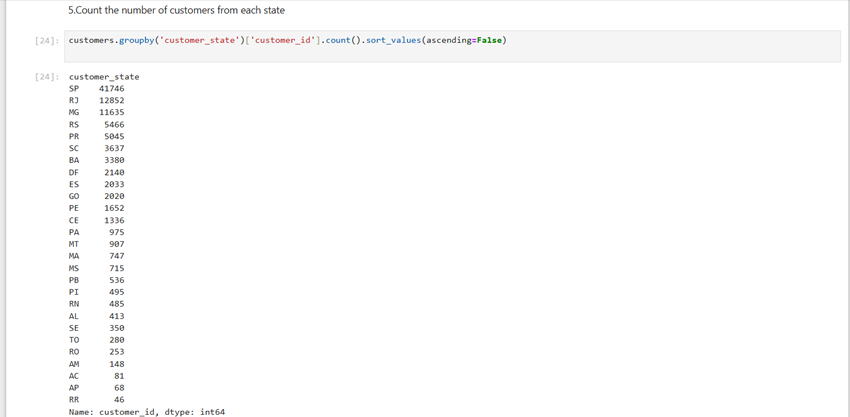 5.Count the number of customers from each state
[24]: customers.groupby('customer_state')['customer_id'].count().sort_values(ascending=False)
[24]: customer_state
SP 41746
RJ 12852
MG 11635
RS 5466
PR 5045
SC 3637
BA 3380
DF 2140
ES 2033
GO 2020
PE 1652
CE 1336
PA 975
MT 907
MA 747
MS 715
PB 536
PI 495
RN 485
AL 413
SE 350
TO 280
RO 253
AM 148
AC 81
AP 68
RR 46
Name: customer_id, dtype: int64